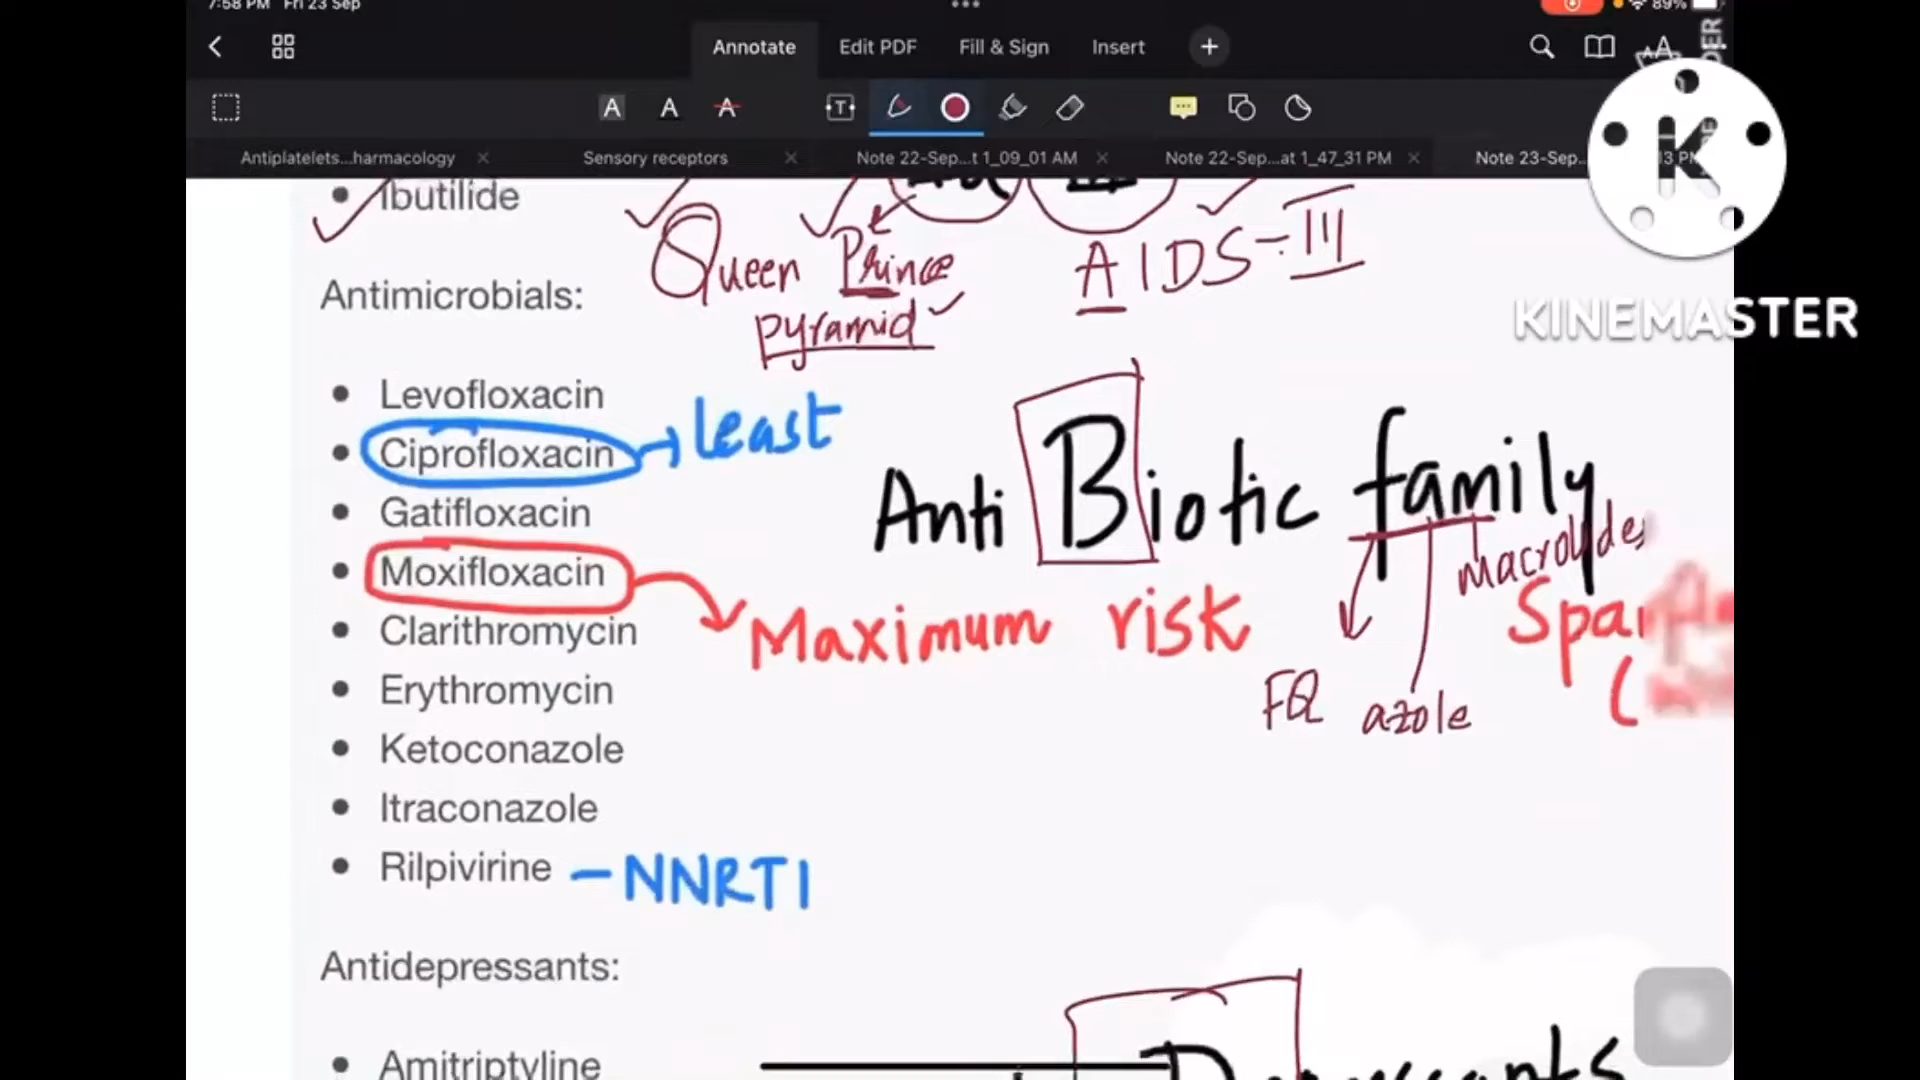 7:58 PM Fri 23 Sep
89%
Annotate Edit PDF Fill & Sign Insert
Antiplatelets...harmacology Sensory receptors Note 22-Sep...t 1_09_01 AM Note 22-Sep...at 1_47_31 PM Note 23-Sep...
KINEMASTER
Ibutilide
Queen Prince AIDS-III
pyramid
Antimicrobials:
Levofloxacin
Ciprofloxacin → least
Gatifloxacin
Anti Biotic family
macrolides
Moxifloxacin
Maximum risk
Clarithromycin
Erythromycin
FQ azole
Ketoconazole
Itraconazole
Rilpivirine - NNRTI
Antidepressants:
Amitriptyline